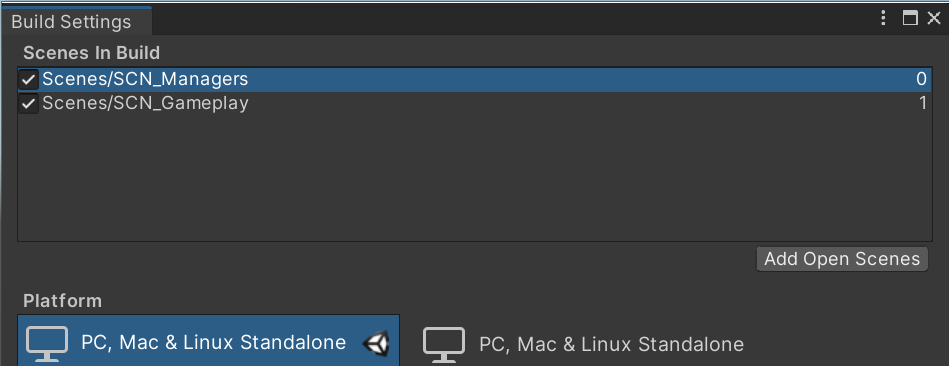 Build Settings
Scenes In Build
Scenes/SCN_Managers 0
Scenes/SCN_Gameplay 1
Add Open Scenes
Platform
PC, Mac & Linux Standalone PC, Mac & Linux Standalone